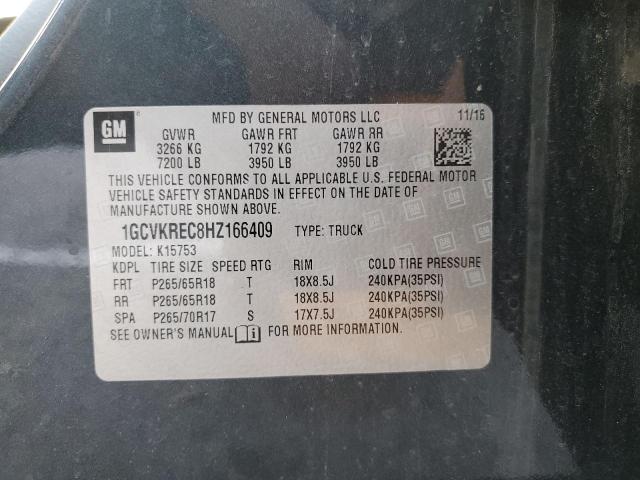 GM
MFD BY GENERAL MOTORS LLC 11/16
GVWR GAWR FRT GAWR RR
3266 KG 1792 KG 1792 KG
7200 LB 3950 LB 3950 LB
THIS VEHICLE CONFORMS TO ALL APPLICABLE U.S. FEDERAL MOTOR
VEHICLE SAFETY STANDARDS IN EFFECT ON THE DATE OF
MANUFACTURE SHOWN ABOVE.
1GCVKREC8HZ166409 TYPE: TRUCK
MODEL: K15753
KDPL TIRE SIZE SPEED RTG RIM COLD TIRE PRESSURE
FRT P265/65R18 T 18X8.5J 240KPA(35PSI)
RR P265/65R18 T 18X8.5J 240KPA(35PSI)
SPA P265/70R17 S 17X7.5J 240KPA(35PSI)
SEE OWNER'S MANUAL FOR MORE INFORMATION.